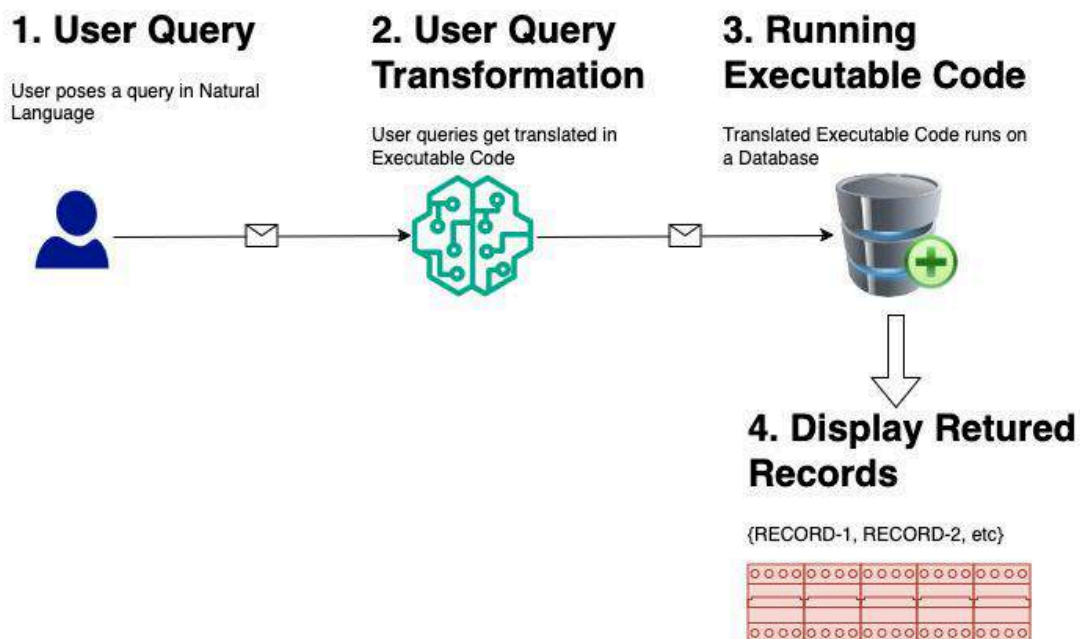 1. User Query
User poses a query in Natural
Language
2. User Query
Transformation
User queries get translated in
Executable Code
3. Running
Executable Code
Translated Executable Code runs on
a Database
4. Display Retured
Records
{RECORD-1, RECORD-2, etc}